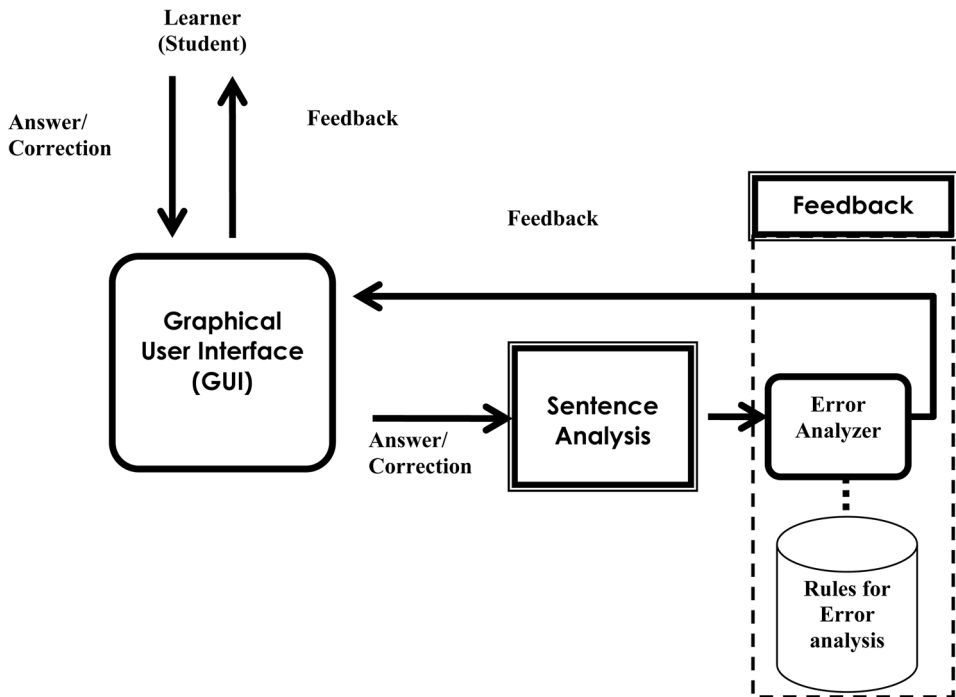 Learner
(Student)
Answer/
Correction
Feedback
Feedback
Feedback
Graphical
User Interface
(GUI)
Answer/
Correction
Sentence
Analysis
Error
Analyzer
Rules for
Error
analysis